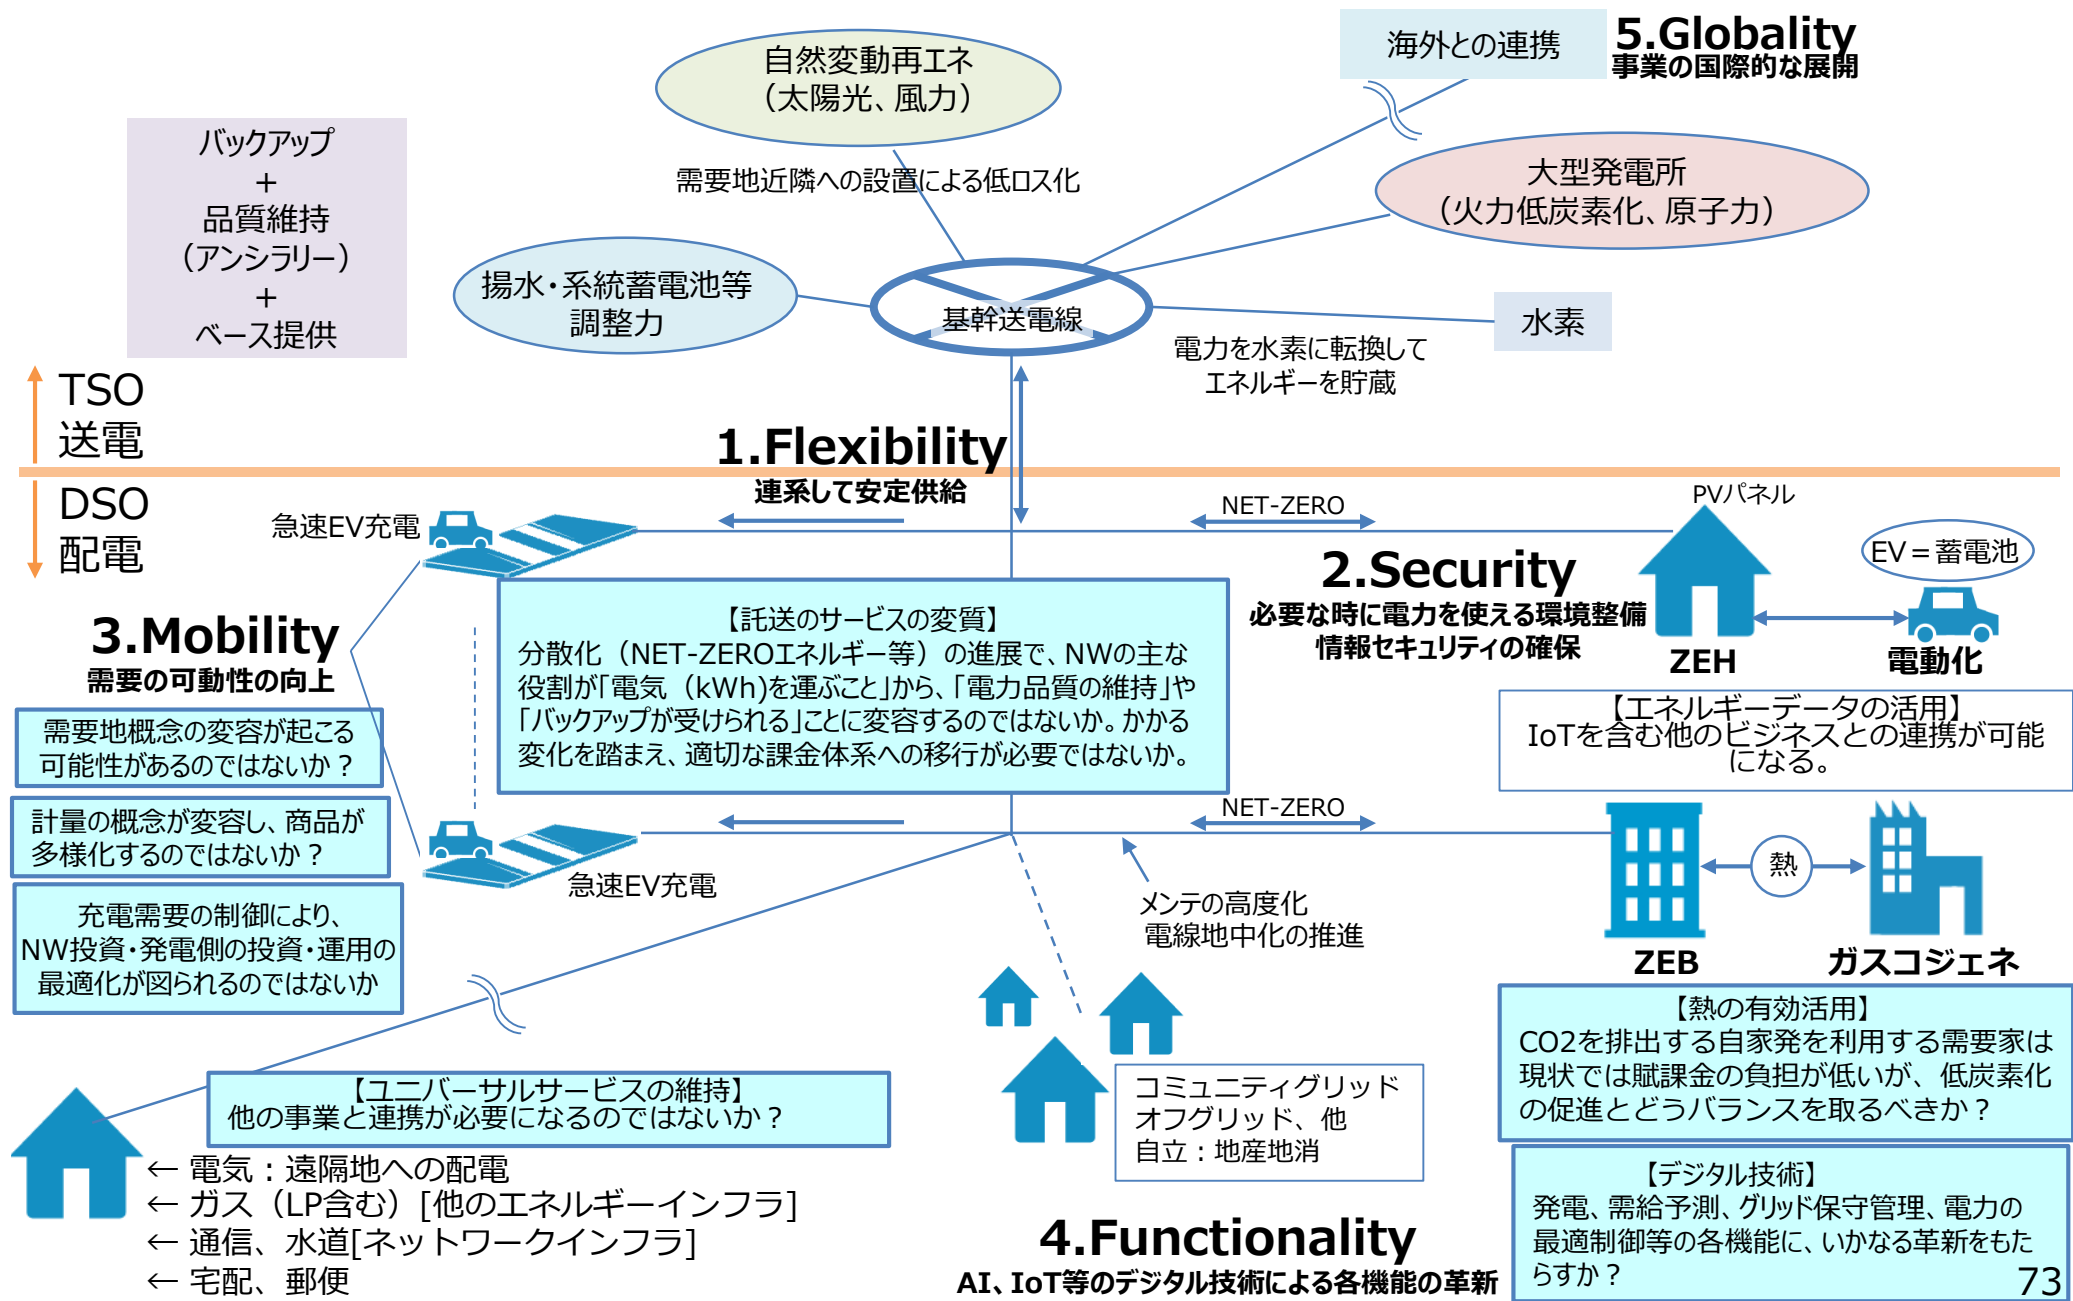 自然変動再エネ
（太陽光、風力）
海外との連携
5.Globality
事業の国際的な展開
バックアップ
＋
品質維持
（アンシラリー）
＋
ベース提供
需要地近隣への設置による低ロス化
大型発電所
（火力低炭素化、原子力）
揚水・系統蓄電池等
調整力
基幹送電線
水素
電力を水素に転換して
エネルギーを貯蔵
TSO
送電
1.Flexibility
連系して安定供給
DSO
配電
急速EV充電
NET-ZERO
PVパネル
EV＝蓄電池
2.Security
必要な時に電力を使える環境整備
情報セキュリティの確保
ZEH
電動化
3.Mobility
需要の可動性の向上
【託送のサービスの変質】
分散化（NET-ZEROエネルギー等）の進展で、NWの主な
役割が「電気（kWh)を運ぶこと」から、「電力品質の維持」や
「バックアップが受けられる」ことに変容するのではないか。かかる
変化を踏まえ、適切な課金体系への移行が必要ではないか。
【エネルギーデータの活用】
IoTを含む他のビジネスとの連携が可能
になる。
需要地概念の変容が起こる
可能性があるのではないか？
計量の概念が変容し、商品が
多様化するのではないか？
充電需要の制御により、
NW投資・発電側の投資・運用の
最適化が図られるのではないか
急速EV充電
NET-ZERO
メンテの高度化
電線地中化の推進
熱
ZEB
ガスコジェネ
【熱の有効活用】
CO2を排出する自家発を利用する需要家は
現状では賦課金の負担が低いが、低炭素化
の促進とどうバランスを取るべきか？
【ユニバーサルサービスの維持】
他の事業と連携が必要になるのではないか？
コミュニティグリッド
オフグリッド、他
自立：地産地消
← 電気：遠隔地への配電
← ガス（LP含む）[他のエネルギーインフラ]
← 通信、水道[ネットワークインフラ]
← 宅配、郵便
4.Functionality
AI、IoT等のデジタル技術による各機能の革新
【デジタル技術】
発電、需給予測、グリッド保守管理、電力の
最適制御等の各機能に、いかなる革新をもた
らすか？
73